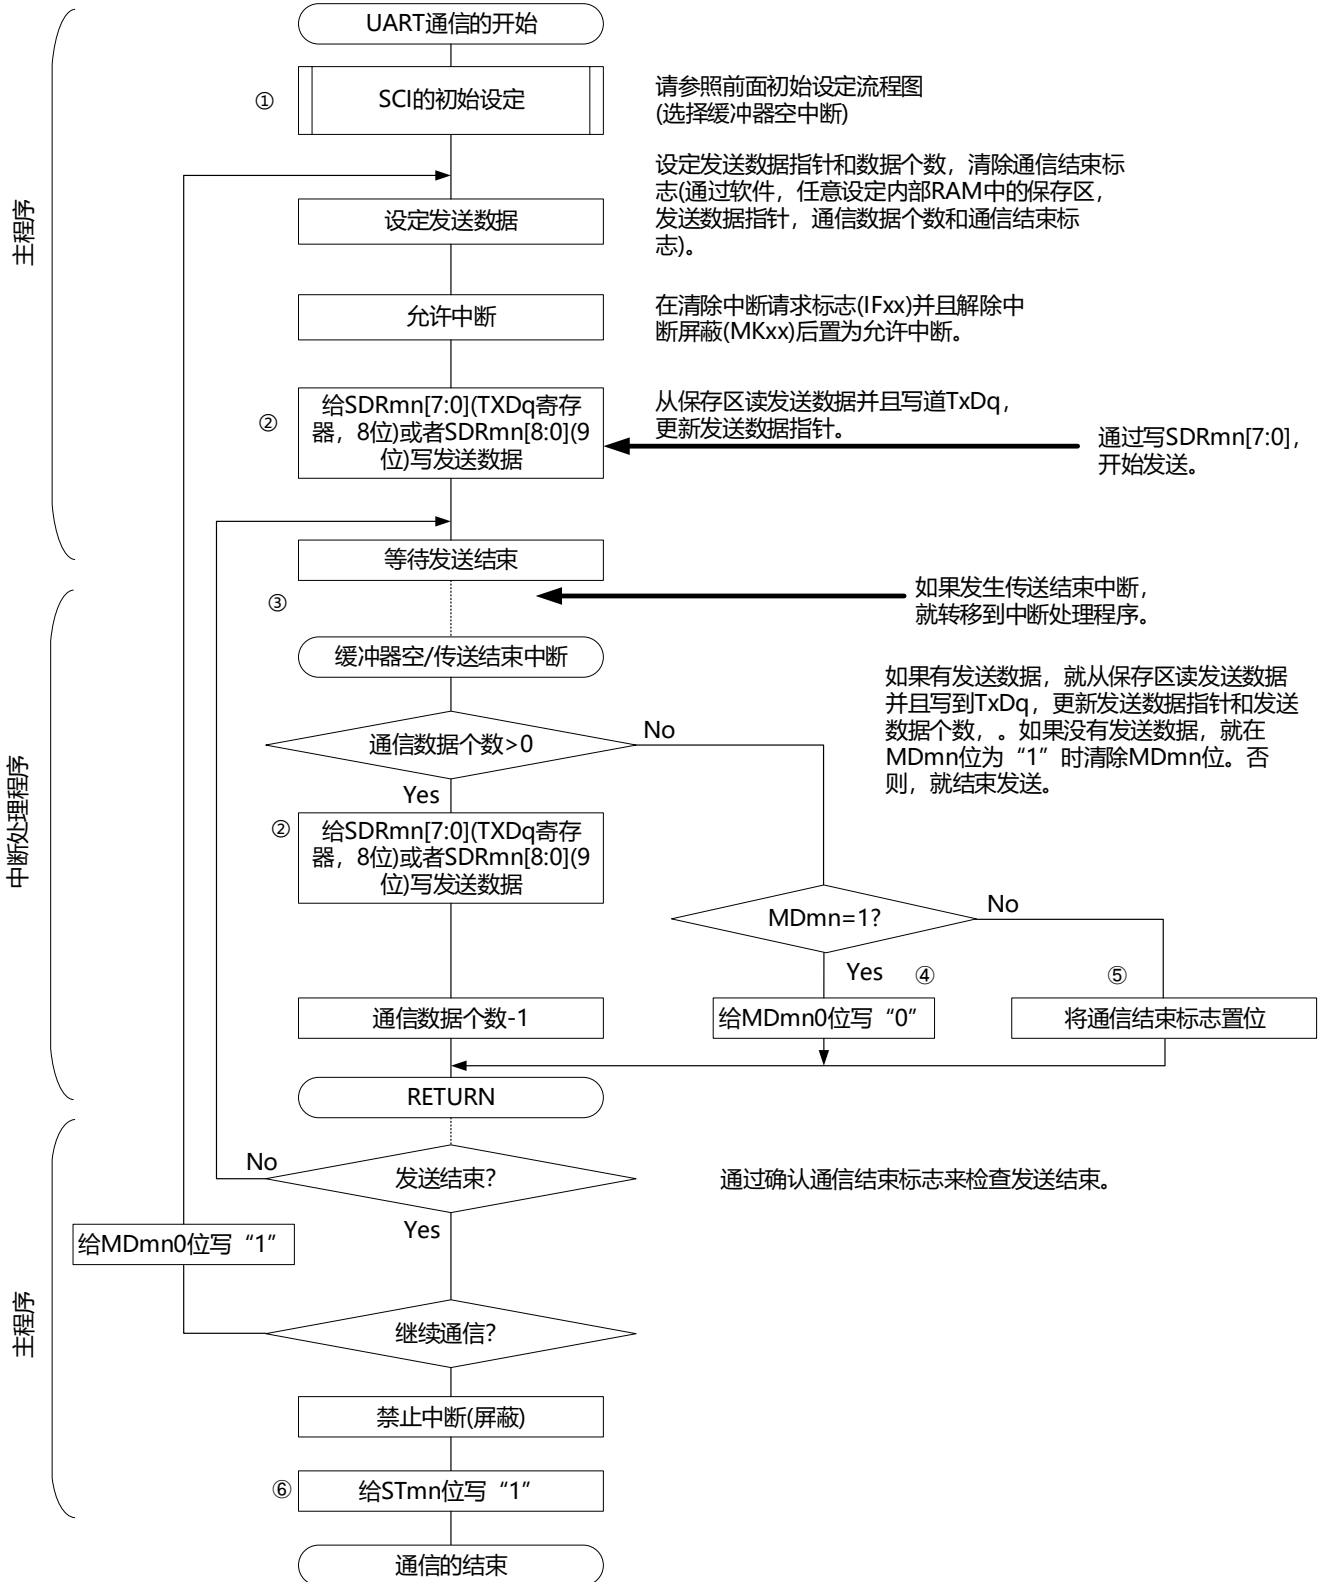 UART通信的开始
①
SCI的初始设定
请参照前面初始设定流程图
(选择缓冲器空中断)
主程序
设定发送数据
设定发送数据指针和数据个数，清除通信结束标
志(通过软件，任意设定内部RAM中的保存区，
发送数据指针，通信数据个数和通信结束标
志)。
允许中断
在清除中断请求标志(IFxx)并且解除中
断屏蔽(MKxx)后置为允许中断。
②
给SDRmn[7:0](TXDq寄存
器，8位)或者SDRmn[8:0](9
位)写发送数据
从保存区读发送数据并且写道TxDq，
更新发送数据指针。
通过写SDRmn[7:0]，
开始发送。
等待发送结束
③
如果发生传送结束中断，
就转移到中断处理程序。
缓冲器空/传送结束中断
如果有发送数据，就从保存区读发送数据
并且写到TxDq，更新发送数据指针和发送
数据个数，。如果没有发送数据，就在
MDmn位为“1”时清除MDmn位。否
则，就结束发送。
通信数据个数>0
No
Yes
中断处理程序
②
给SDRmn[7:0](TXDq寄存
器，8位)或者SDRmn[8:0](9
位)写发送数据
MDmn=1?
No
Yes
④
⑤
通信数据个数-1
给MDmn0位写“0”
将通信结束标志置位
RETURN
No
发送结束?
通过确认通信结束标志来检查发送结束。
Yes
给MDmn0位写“1”
主程序
继续通信?
禁止中断(屏蔽)
⑥
给STmn位写“1”
通信的结束